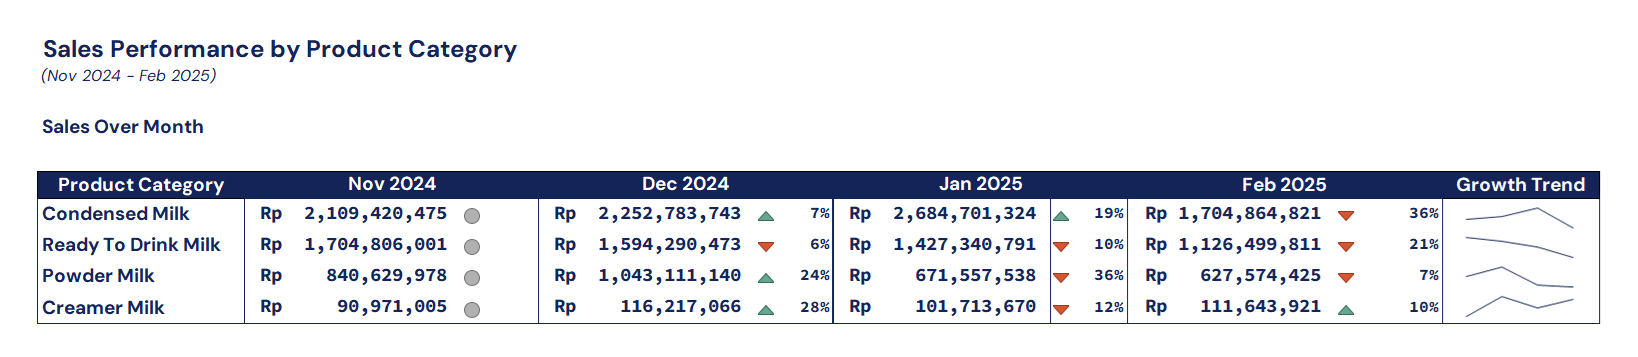 Sales Performance by Product Category
(Nov 2024 - Feb 2025)
Sales Over Month
Product Category Nov 2024 Dec 2024 Jan 2025 Feb 2025 Growth Trend
Condensed Milk Rp 2,109,420,475 Rp 2,252,783,743 7% Rp 2,684,701,324 19% Rp 1,704,864,821 36%
Ready To Drink Milk Rp 1,704,806,001 Rp 1,594,290,473 6% Rp 1,427,340,791 10% Rp 1,126,499,811 21%
Powder Milk Rp 840,629,978 Rp 1,043,111,140 24% Rp 671,557,538 36% Rp 627,574,425 7%
Creamer Milk Rp 90,971,005 Rp 116,217,066 28% Rp 101,713,670 12% Rp 111,643,921 10%